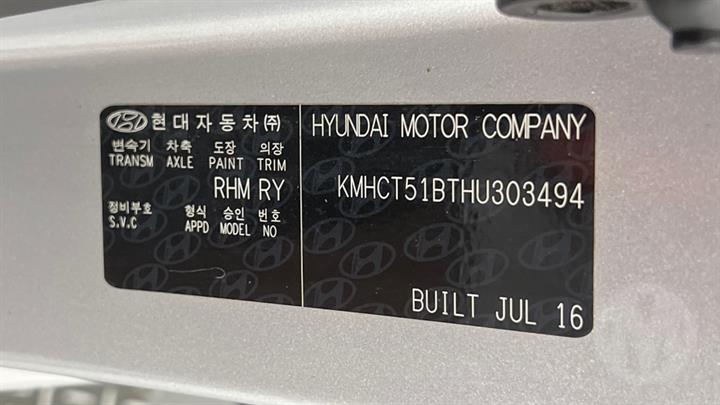 현대자동차㈜
변속기 차축 도장 의장
TRANSM AXLE PAINT TRIM
RHM RY
정비부호 형식 승인 번호
S.V.C APPD MODEL NO
HYUNDAI MOTOR COMPANY
KMHCT51BTHU303494
BUILT JUL 16